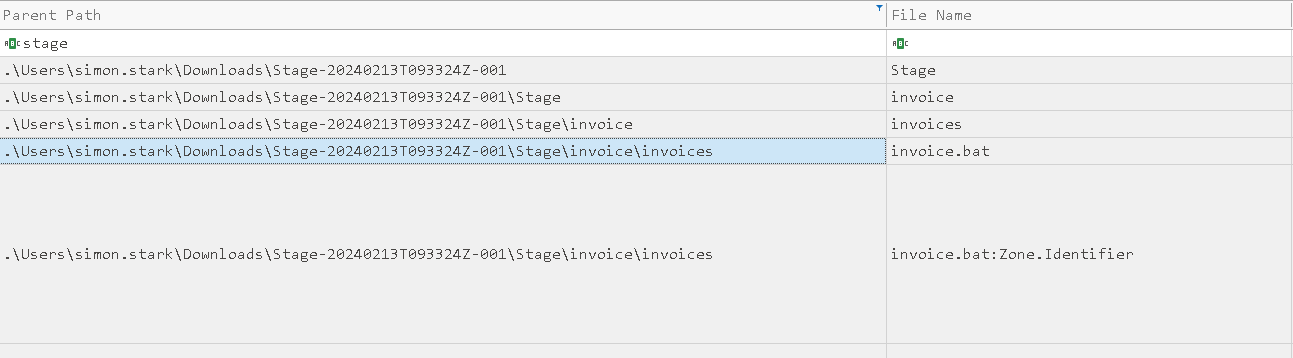 Parent Path File Name
ABC stage ABC
.\Users\simon.stark\Downloads\Stage-20240213T093324Z-001 Stage
.\Users\simon.stark\Downloads\Stage-20240213T093324Z-001\Stage invoice
.\Users\simon.stark\Downloads\Stage-20240213T093324Z-001\Stage\invoice invoices
.\Users\simon.stark\Downloads\Stage-20240213T093324Z-001\Stage\invoice\invoices invoice.bat
.\Users\simon.stark\Downloads\Stage-20240213T093324Z-001\Stage\invoice\invoices invoice.bat:Zone.Identifier